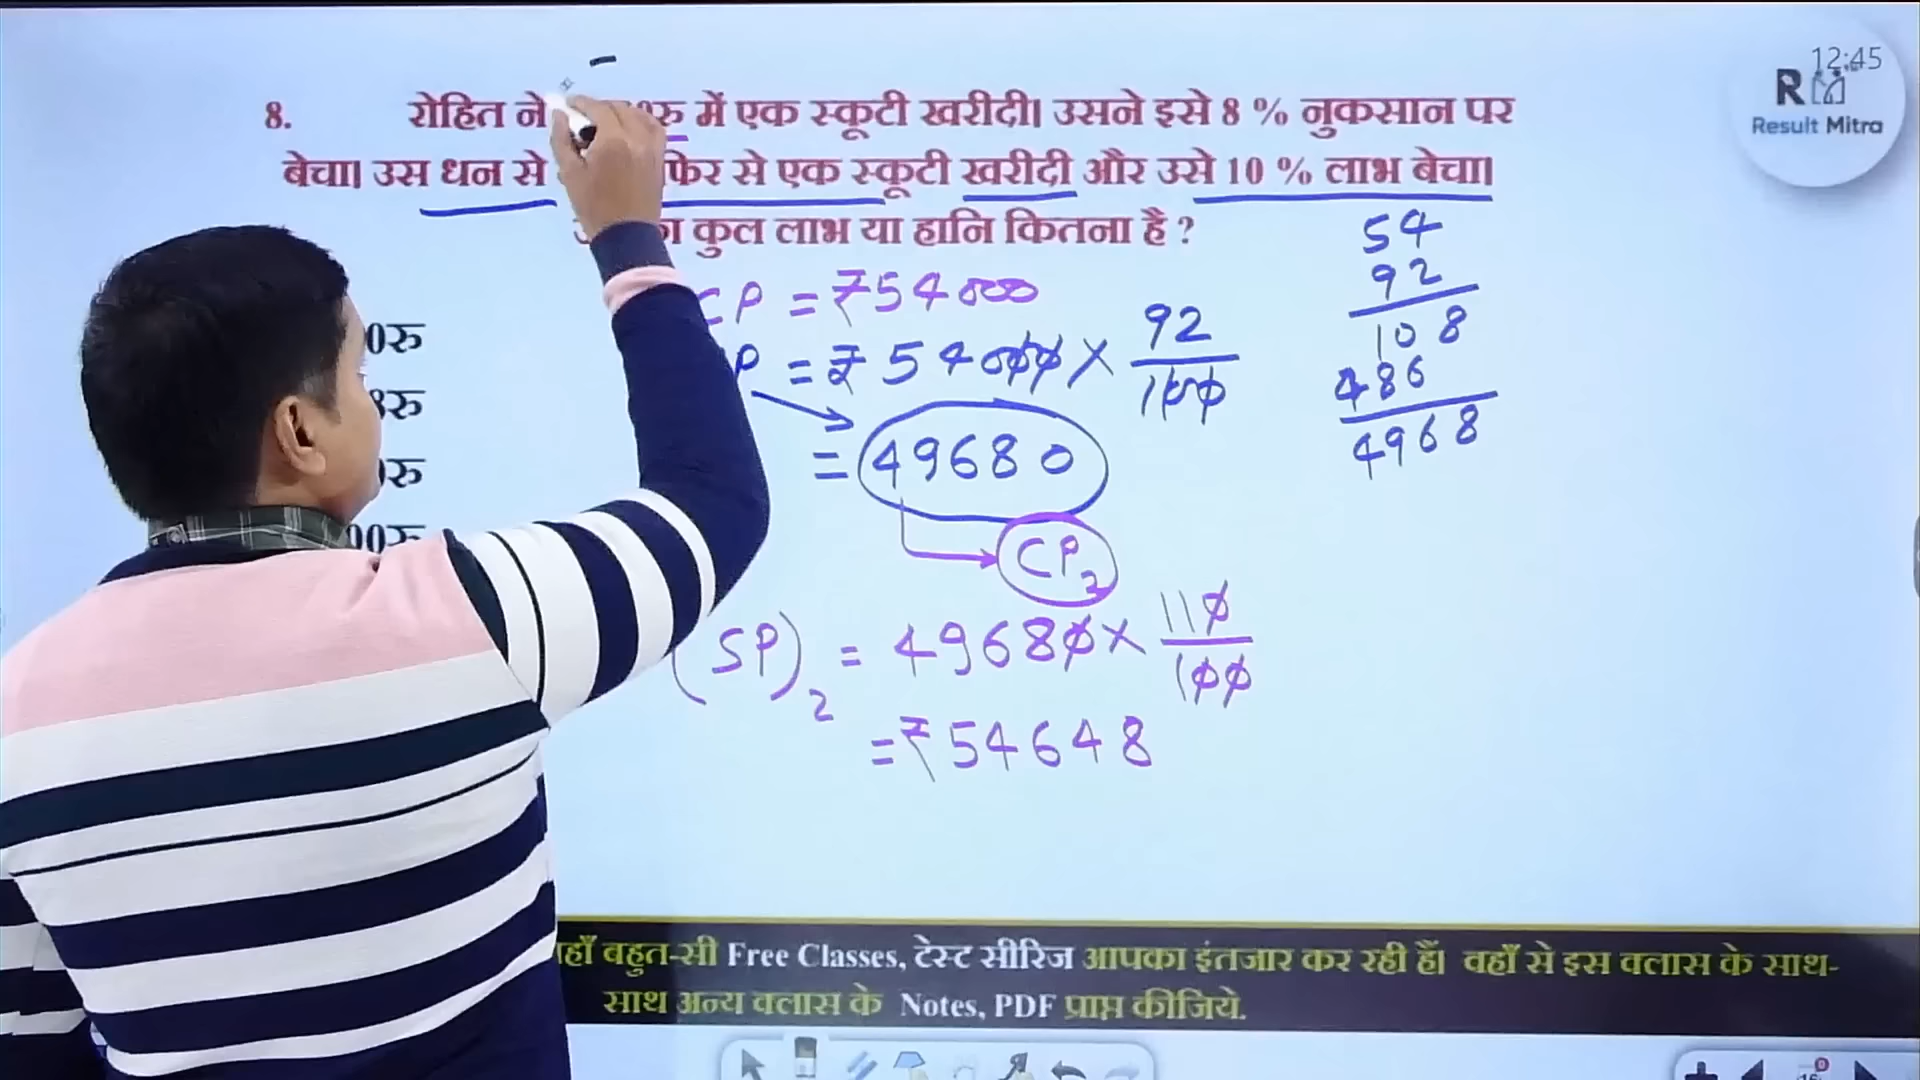 12:45
R
Result Mitra
8. रोहित ने रु में एक स्कूटी खरीदी। उसने इसे 8 % नुकसान पर
बेचा। उस धन से फिर से एक स्कूटी खरीदी और उसे 10 % लाभ बेचा।
कुल लाभ या हानि कितना है ?
0रु
रु
रु
00रु
CP = ₹54000
P = ₹54000 × 92/100
= 49680
CP2
(SP)2 = 49680 × 110/100
= ₹54648
54
92
108
486
4968
बहुत-सी Free Classes, टेस्ट सीरिज आपका इंतजार कर रही हैं। वहाँ से इस क्लास के साथ-
साथ अन्य क्लास के Notes, PDF प्राप्त कीजिये.